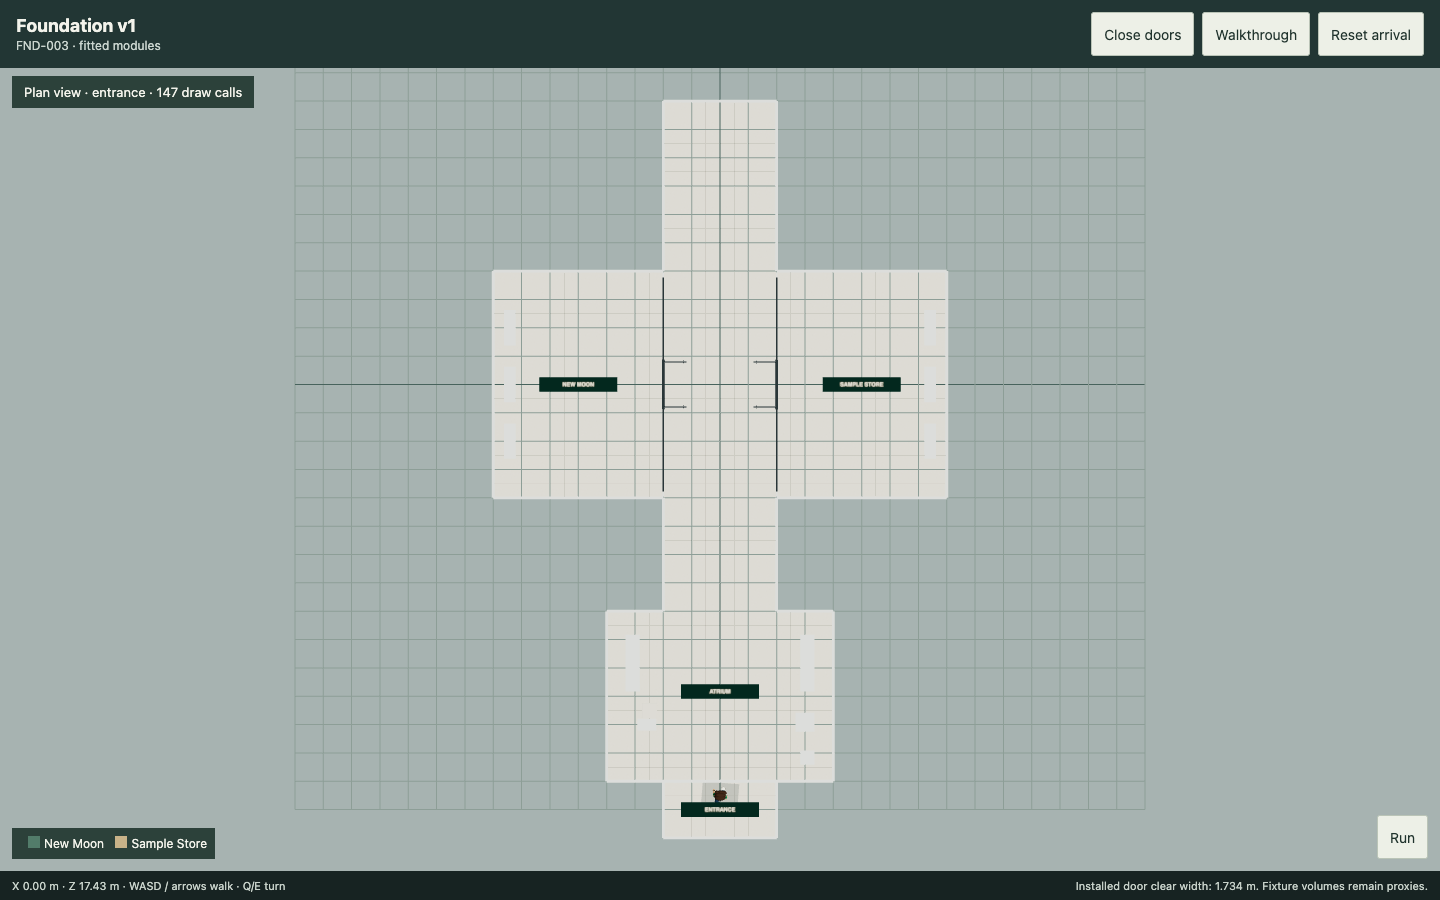 Foundation v1
FND-003 · fitted modules
Close doors
Walkthrough
Reset arrival
Plan view · entrance · 147 draw calls
NEW MOON
SAMPLE STORE
ATRIUM
ENTRANCE
New Moon
Sample Store
Run
X 0.00 m · Z 17.43 m · WASD / arrows walk · Q/E turn
Installed door clear width: 1.734 m. Fixture volumes remain proxies.